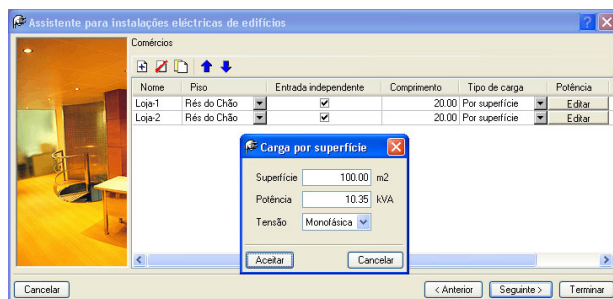 Assistente para instalações eléctricas de edifícios
Comércios
Nome Piso Entrada independente Comprimento Tipo de carga Potência
Loja-1 Rés do Chão 20.00 Por superfície Editar
Loja-2 Rés do Chão 20.00 Por superfície Editar
Carga por superfície
Superfície 100.00 m2
Potência 10.35 kVA
Tensão Monofásica
Aceitar Cancelar
Cancelar < Anterior Seguinte > Terminar